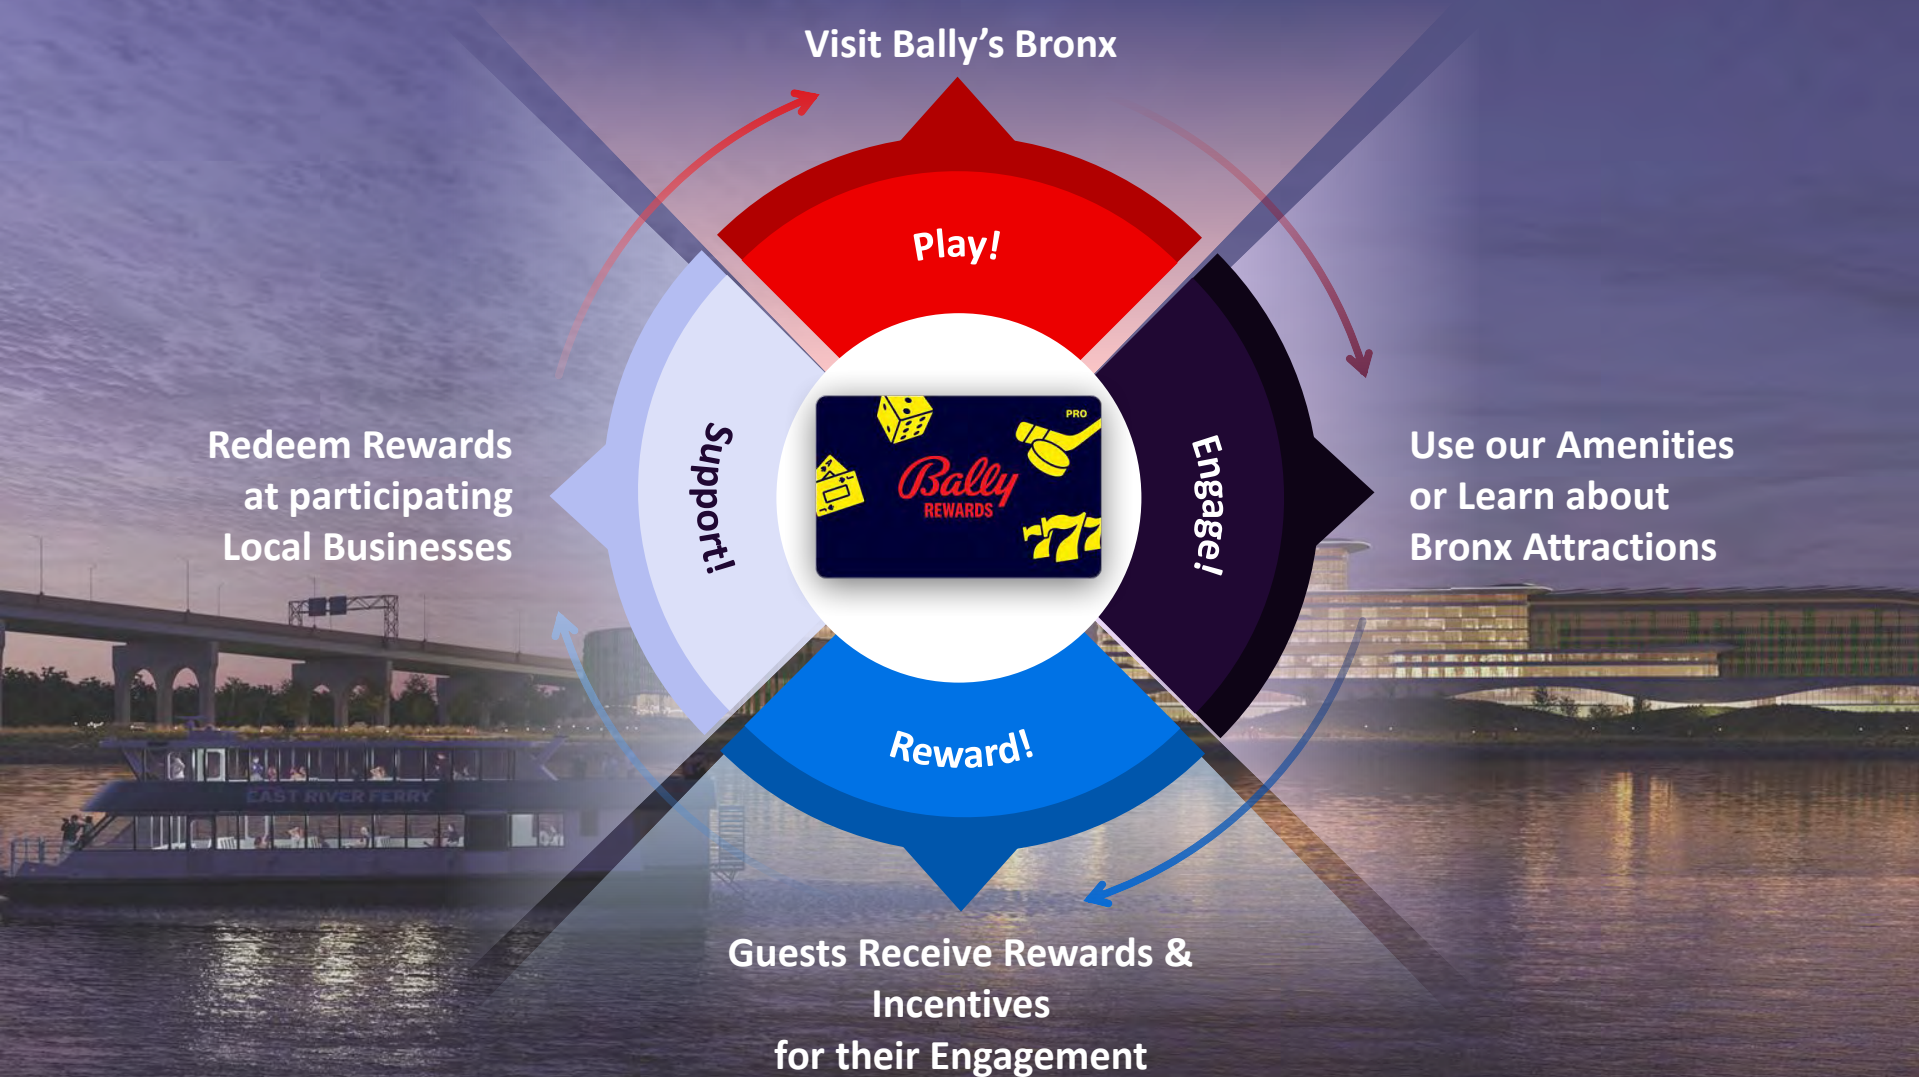 Visit Bally’s Bronx
Play!
Redeem Rewards
at participating
Local Businesses
Support!
PRO
Bally
REWARDS
777
Engage!
Use our Amenities
or Learn about
Bronx Attractions
Reward!
EAST RIVER FERRY
Guests Receive Rewards &
Incentives
for their Engagement